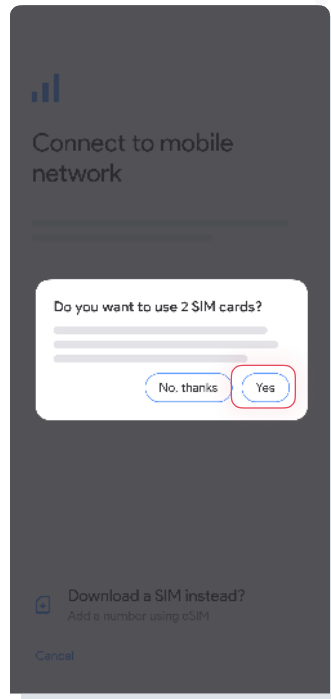 Connect to mobile
network
Do you want to use 2 SIM cards?
No, thanks
Yes
Download a SIM instead?
Add a number using eSIM
Cancel